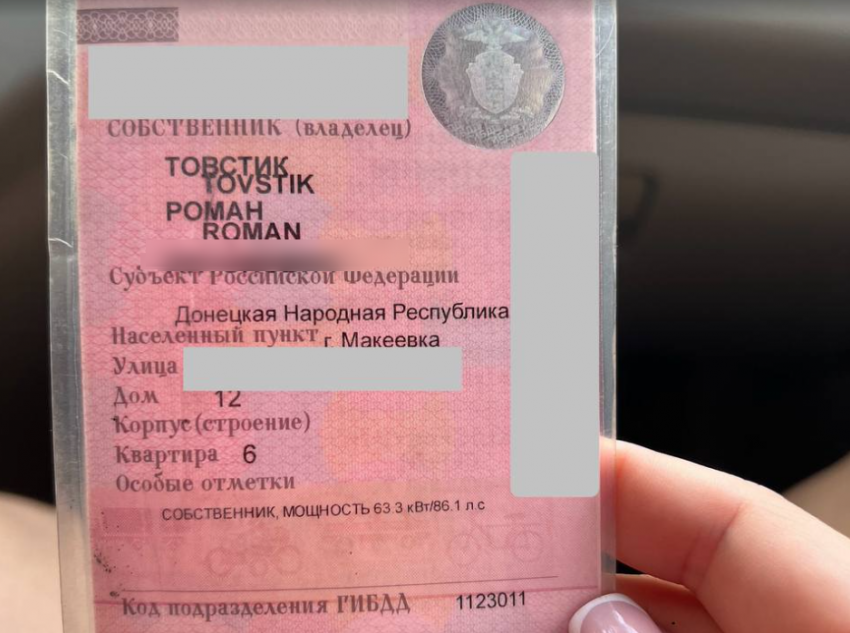 СОБСТВЕННИК (владелец)
ТОВСТИК
TOVSTIK
РОМАН
ROMAN
Субъект Российской Федерации
Донецкая Народная Республика
Населенный пункт г. Макеевка
Улица
Дом 12
Корпус (строение)
Квартира 6
Особые отметки
СОБСТВЕННИК, МОЩНОСТЬ 63.3 кВт/86.1 л.с
Код подразделения ГИБДД 1123011